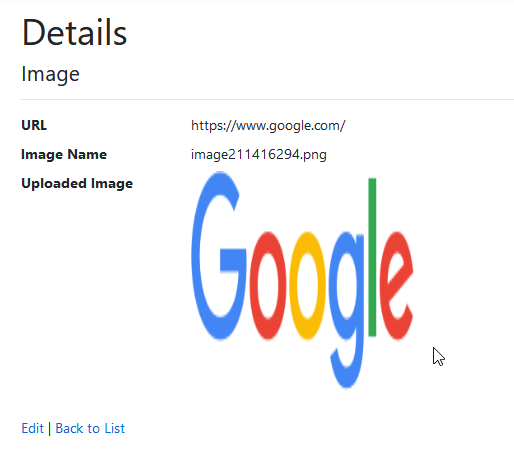 Details
Image
URL https://www.google.com/
Image Name image211416294.png
Uploaded Image
Google
Edit | Back to List